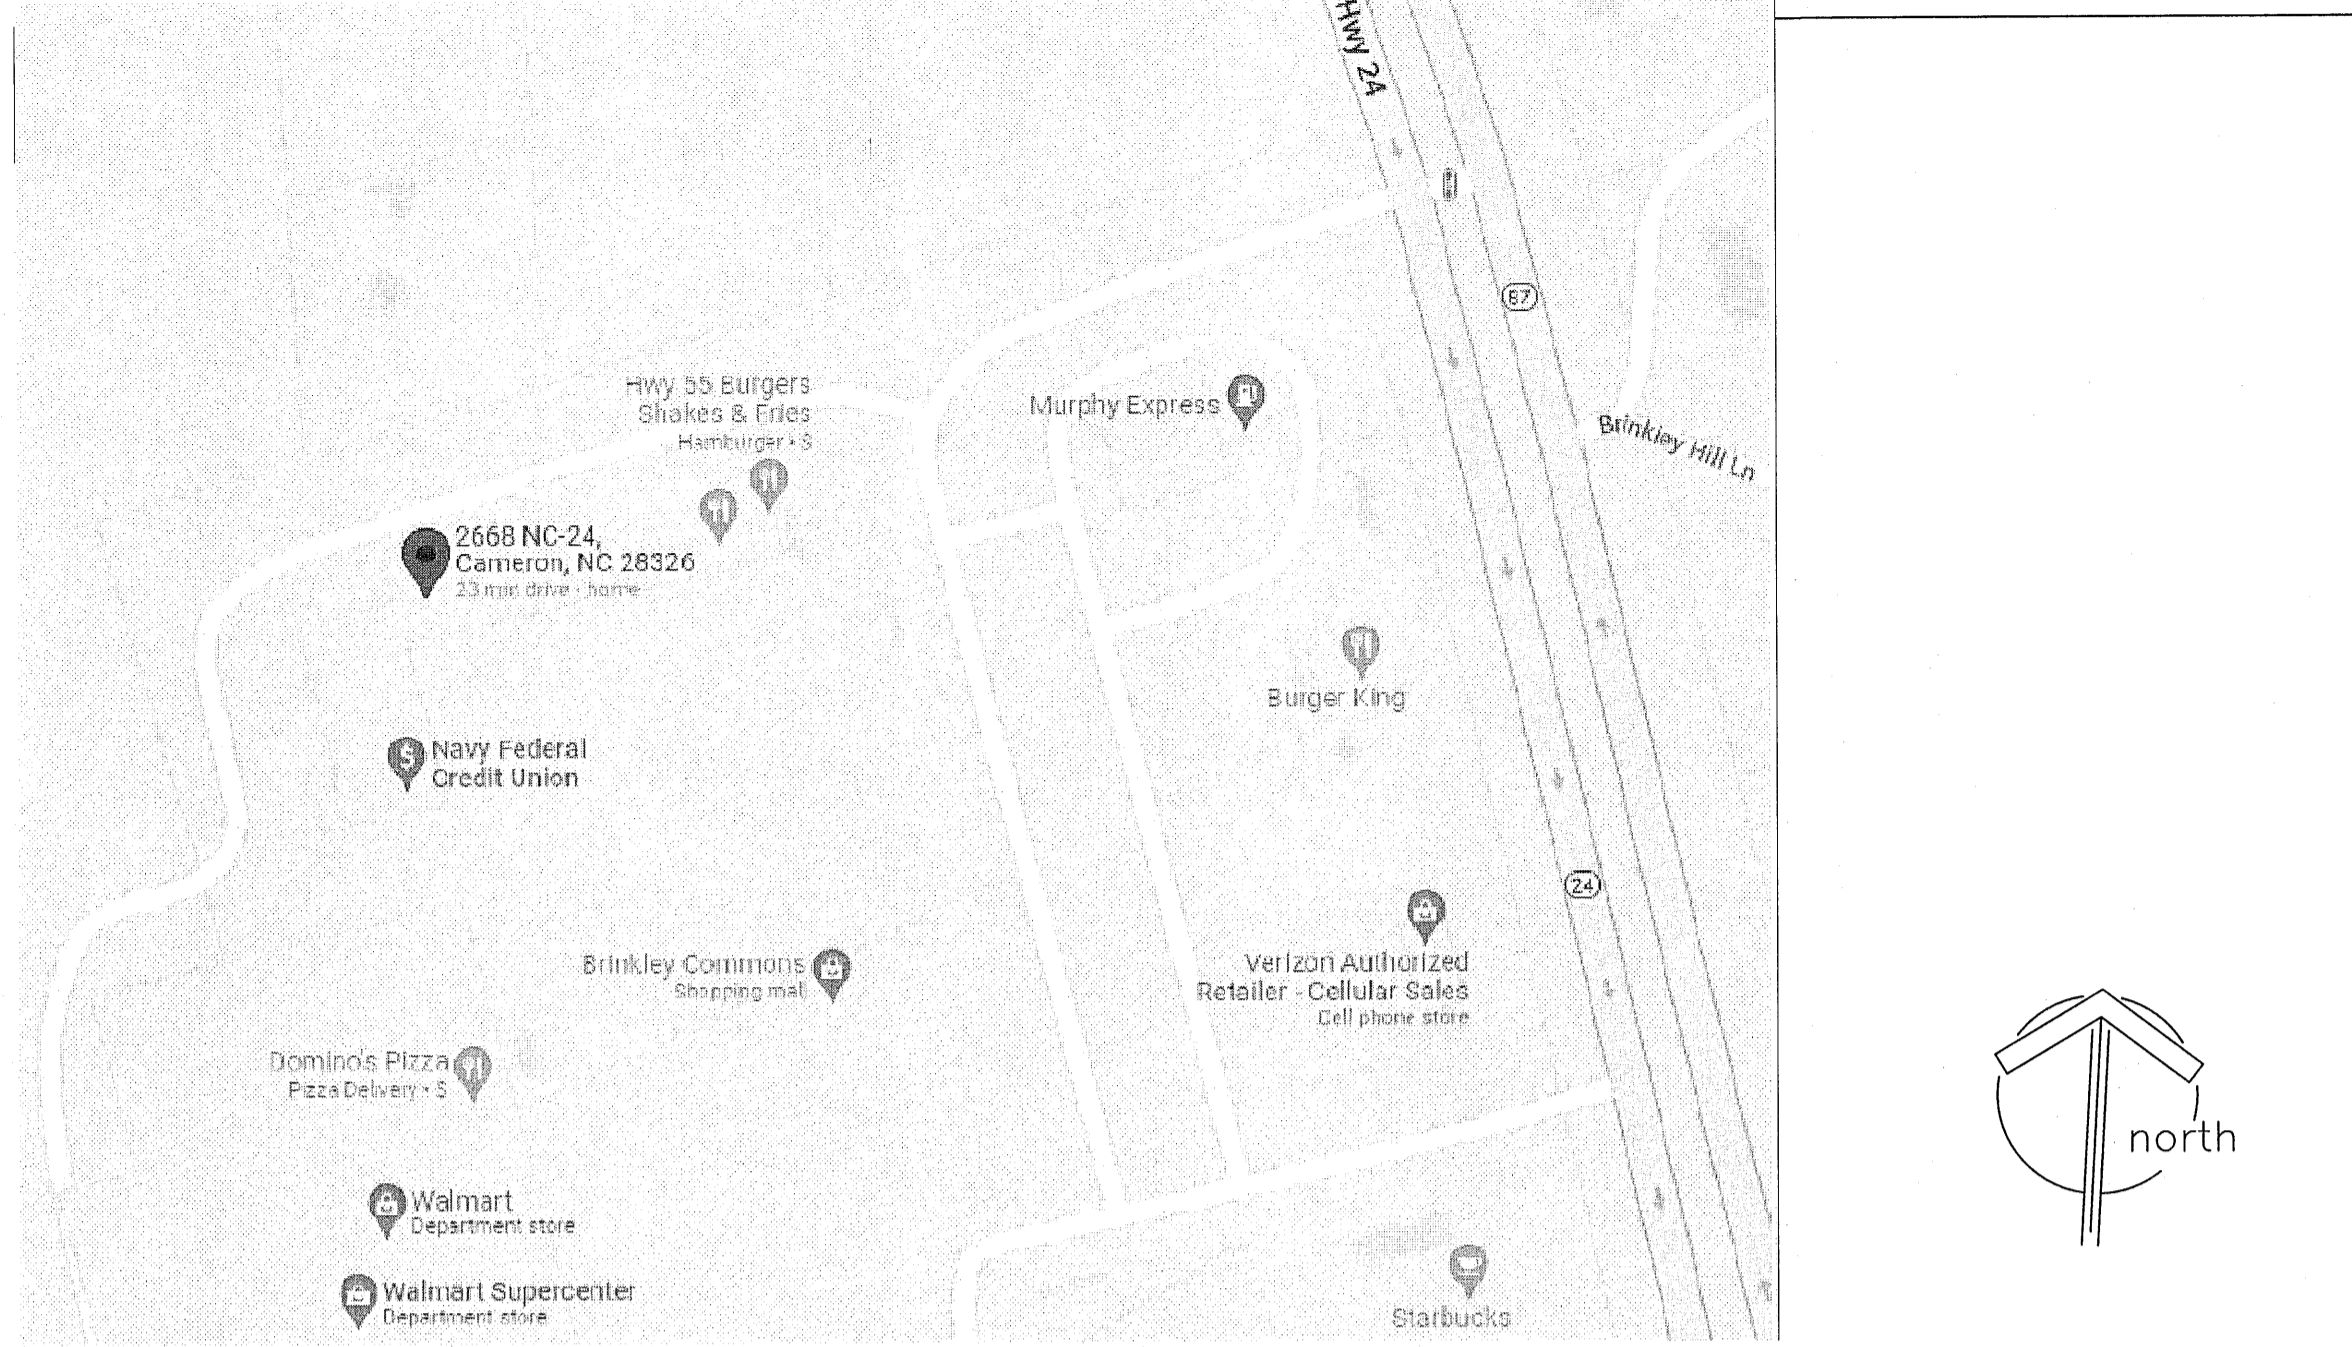 Hwy 24
87
Hwy 55 Burgers
Shakes & Fries
Hamburger · $
Murphy Express
Brinkley Hill Ln
2668 NC-24,
Cameron, NC 28326
23 min drive - home
Burger King
Navy Federal
Credit Union
24
Brinkley Commons
Shopping mall
Verizon Authorized
Retailer - Cellular Sales
Cell phone store
Domino's Pizza
Pizza Delivery · $
north
Walmart
Department store
Walmart Supercenter
Department store
Starbucks